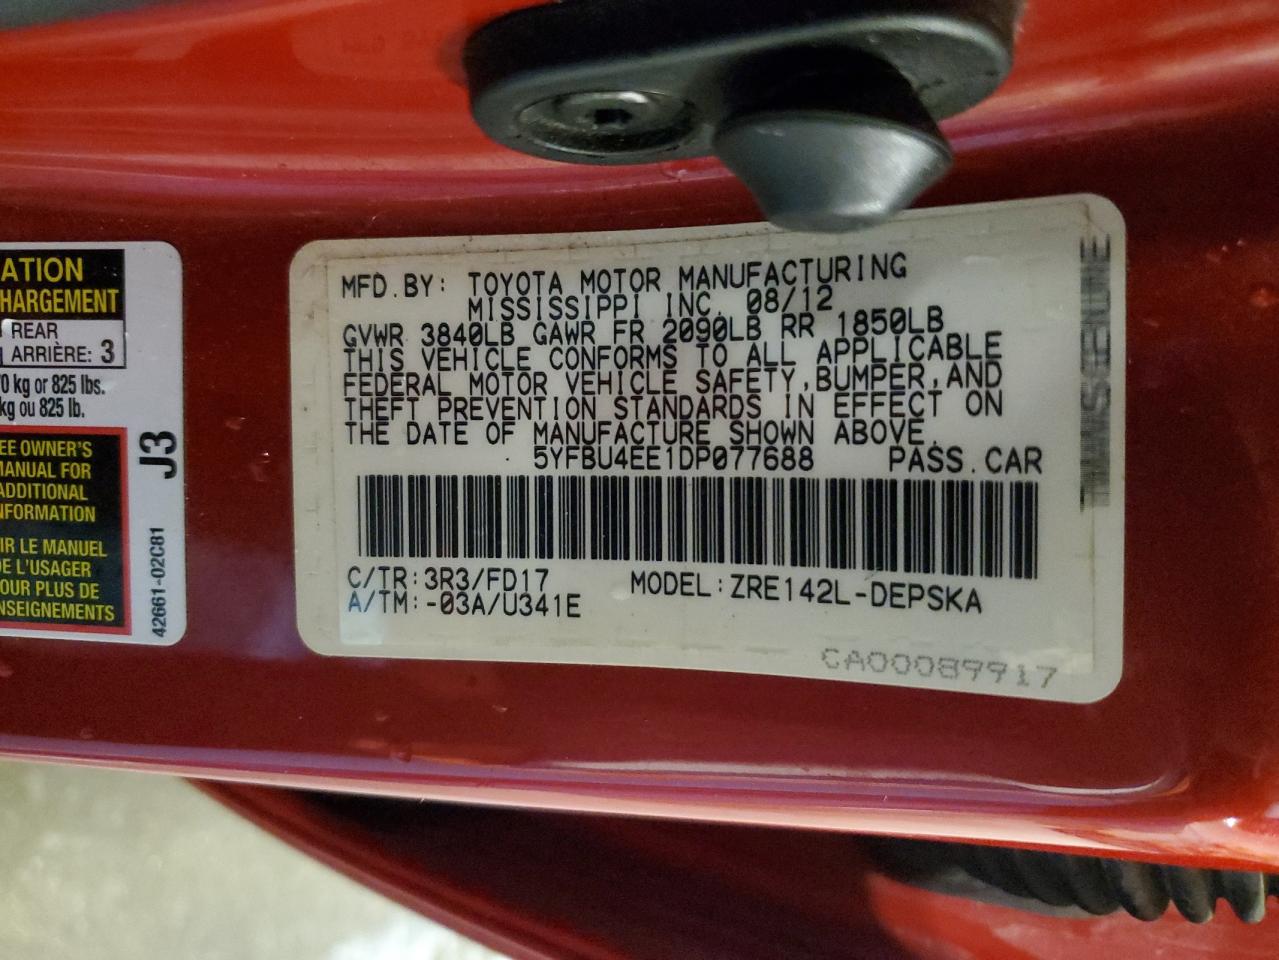 ATION
HARGEMENT
REAR
ARRIÈRE: 3
0 kg or 825 lbs.
kg ou 825 lb.
EE OWNER'S
MANUAL FOR
ADDITIONAL
NFORMATION
IR LE MANUEL
DE L'USAGER
POUR PLUS DE
NSEIGNEMENTS
J3
42661-02C81
MFD. BY: TOYOTA MOTOR MANUFACTURING
MISSISSIPPI INC. 08/12
GVWR 3840LB GAWR FR 2090LB RR 1850LB
THIS VEHICLE CONFORMS TO ALL APPLICABLE
FEDERAL MOTOR VEHICLE SAFETY, BUMPER, AND
THEFT PREVENTION STANDARDS IN EFFECT ON
THE DATE OF MANUFACTURE SHOWN ABOVE.
5YFBU4EE1DP077688 PASS. CAR
C/TR:3R3/FD17 MODEL:ZRE142L-DEPSKA
A/TM:-03A/U341E
CA00089917